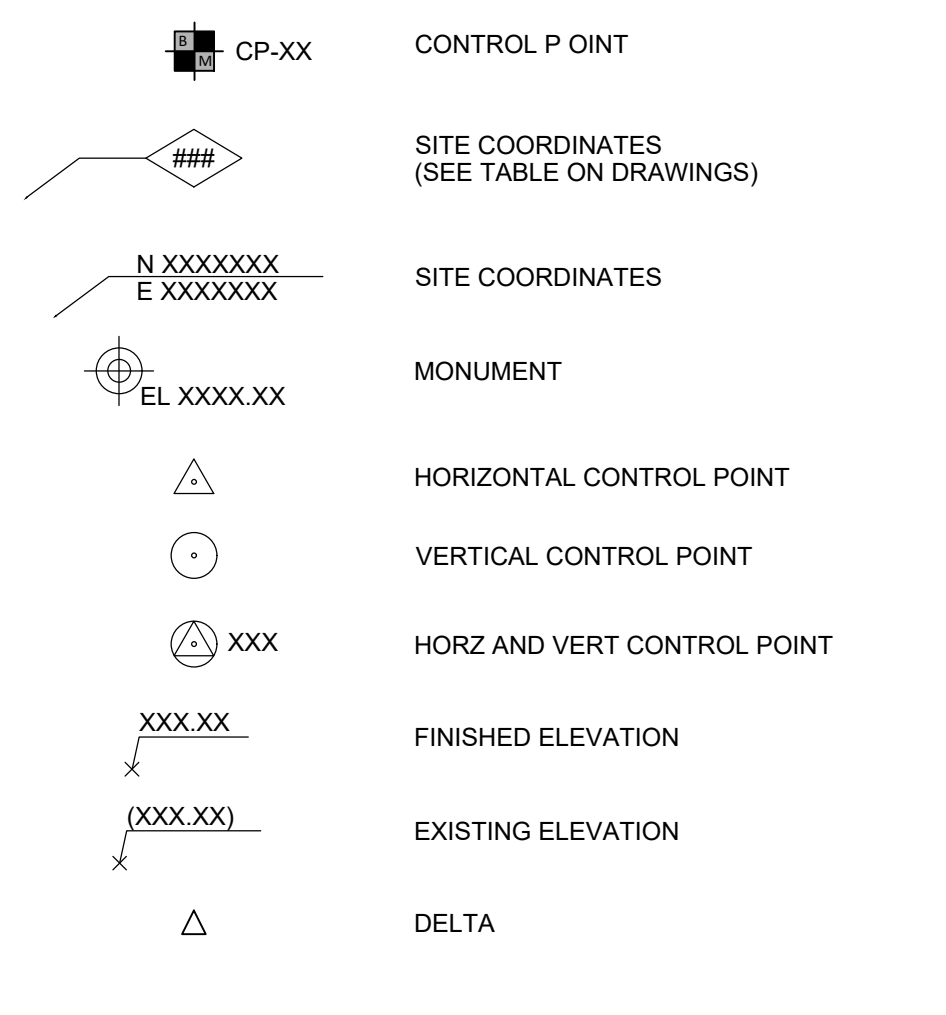 B
M
CP-XX
CONTROL P OINT
###
SITE COORDINATES
(SEE TABLE ON DRAWINGS)
N XXXXXXX
E XXXXXXX
SITE COORDINATES
EL XXXX.XX
MONUMENT
HORIZONTAL CONTROL POINT
VERTICAL CONTROL POINT
XXX
HORZ AND VERT CONTROL POINT
XXX.XX
FINISHED ELEVATION
(XXX.XX)
EXISTING ELEVATION
DELTA